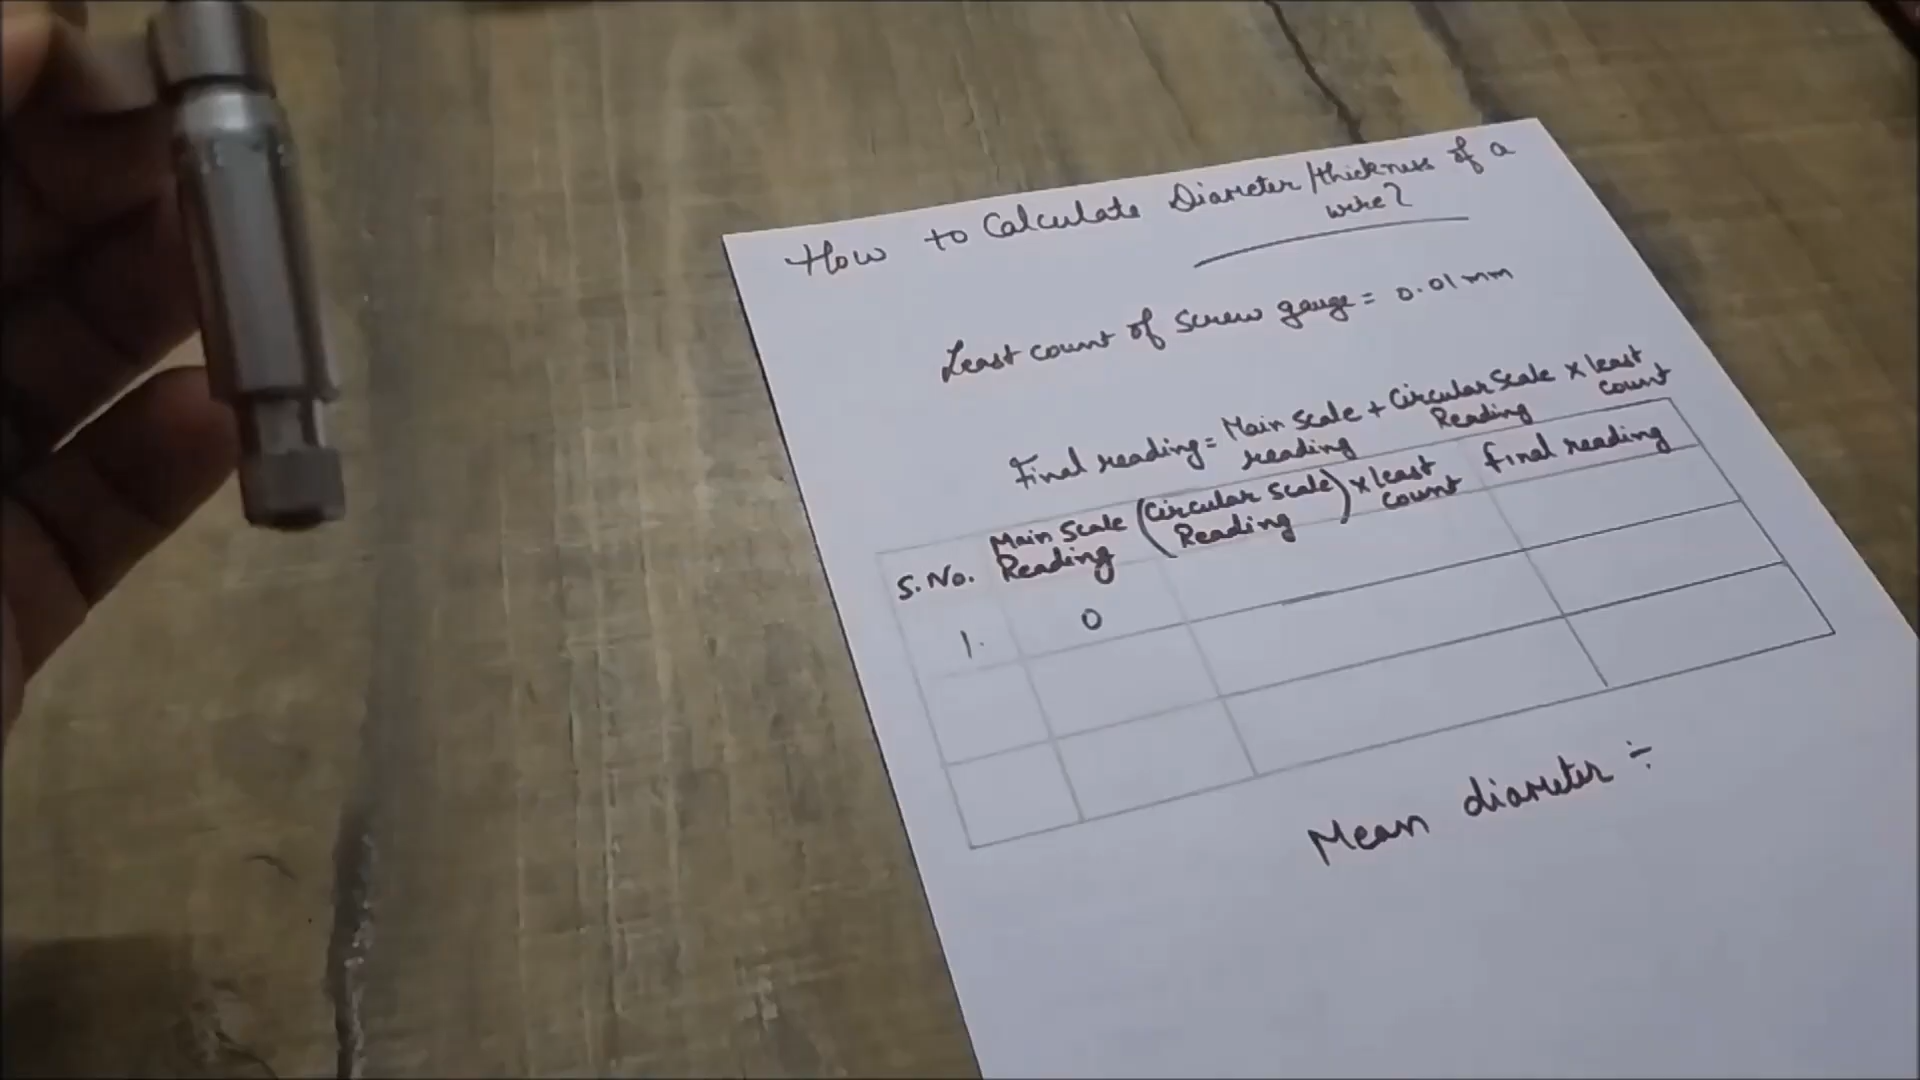 How to Calculate Diameter/thickness of a
wire?
Least count of screw gauge = 0.01mm
Final reading = Main scale + Circular Scale × least
reading Reading count
S.No. Main Scale (Circular Scale) × least final reading
Reading Reading count
1. 0
Mean diameter ÷